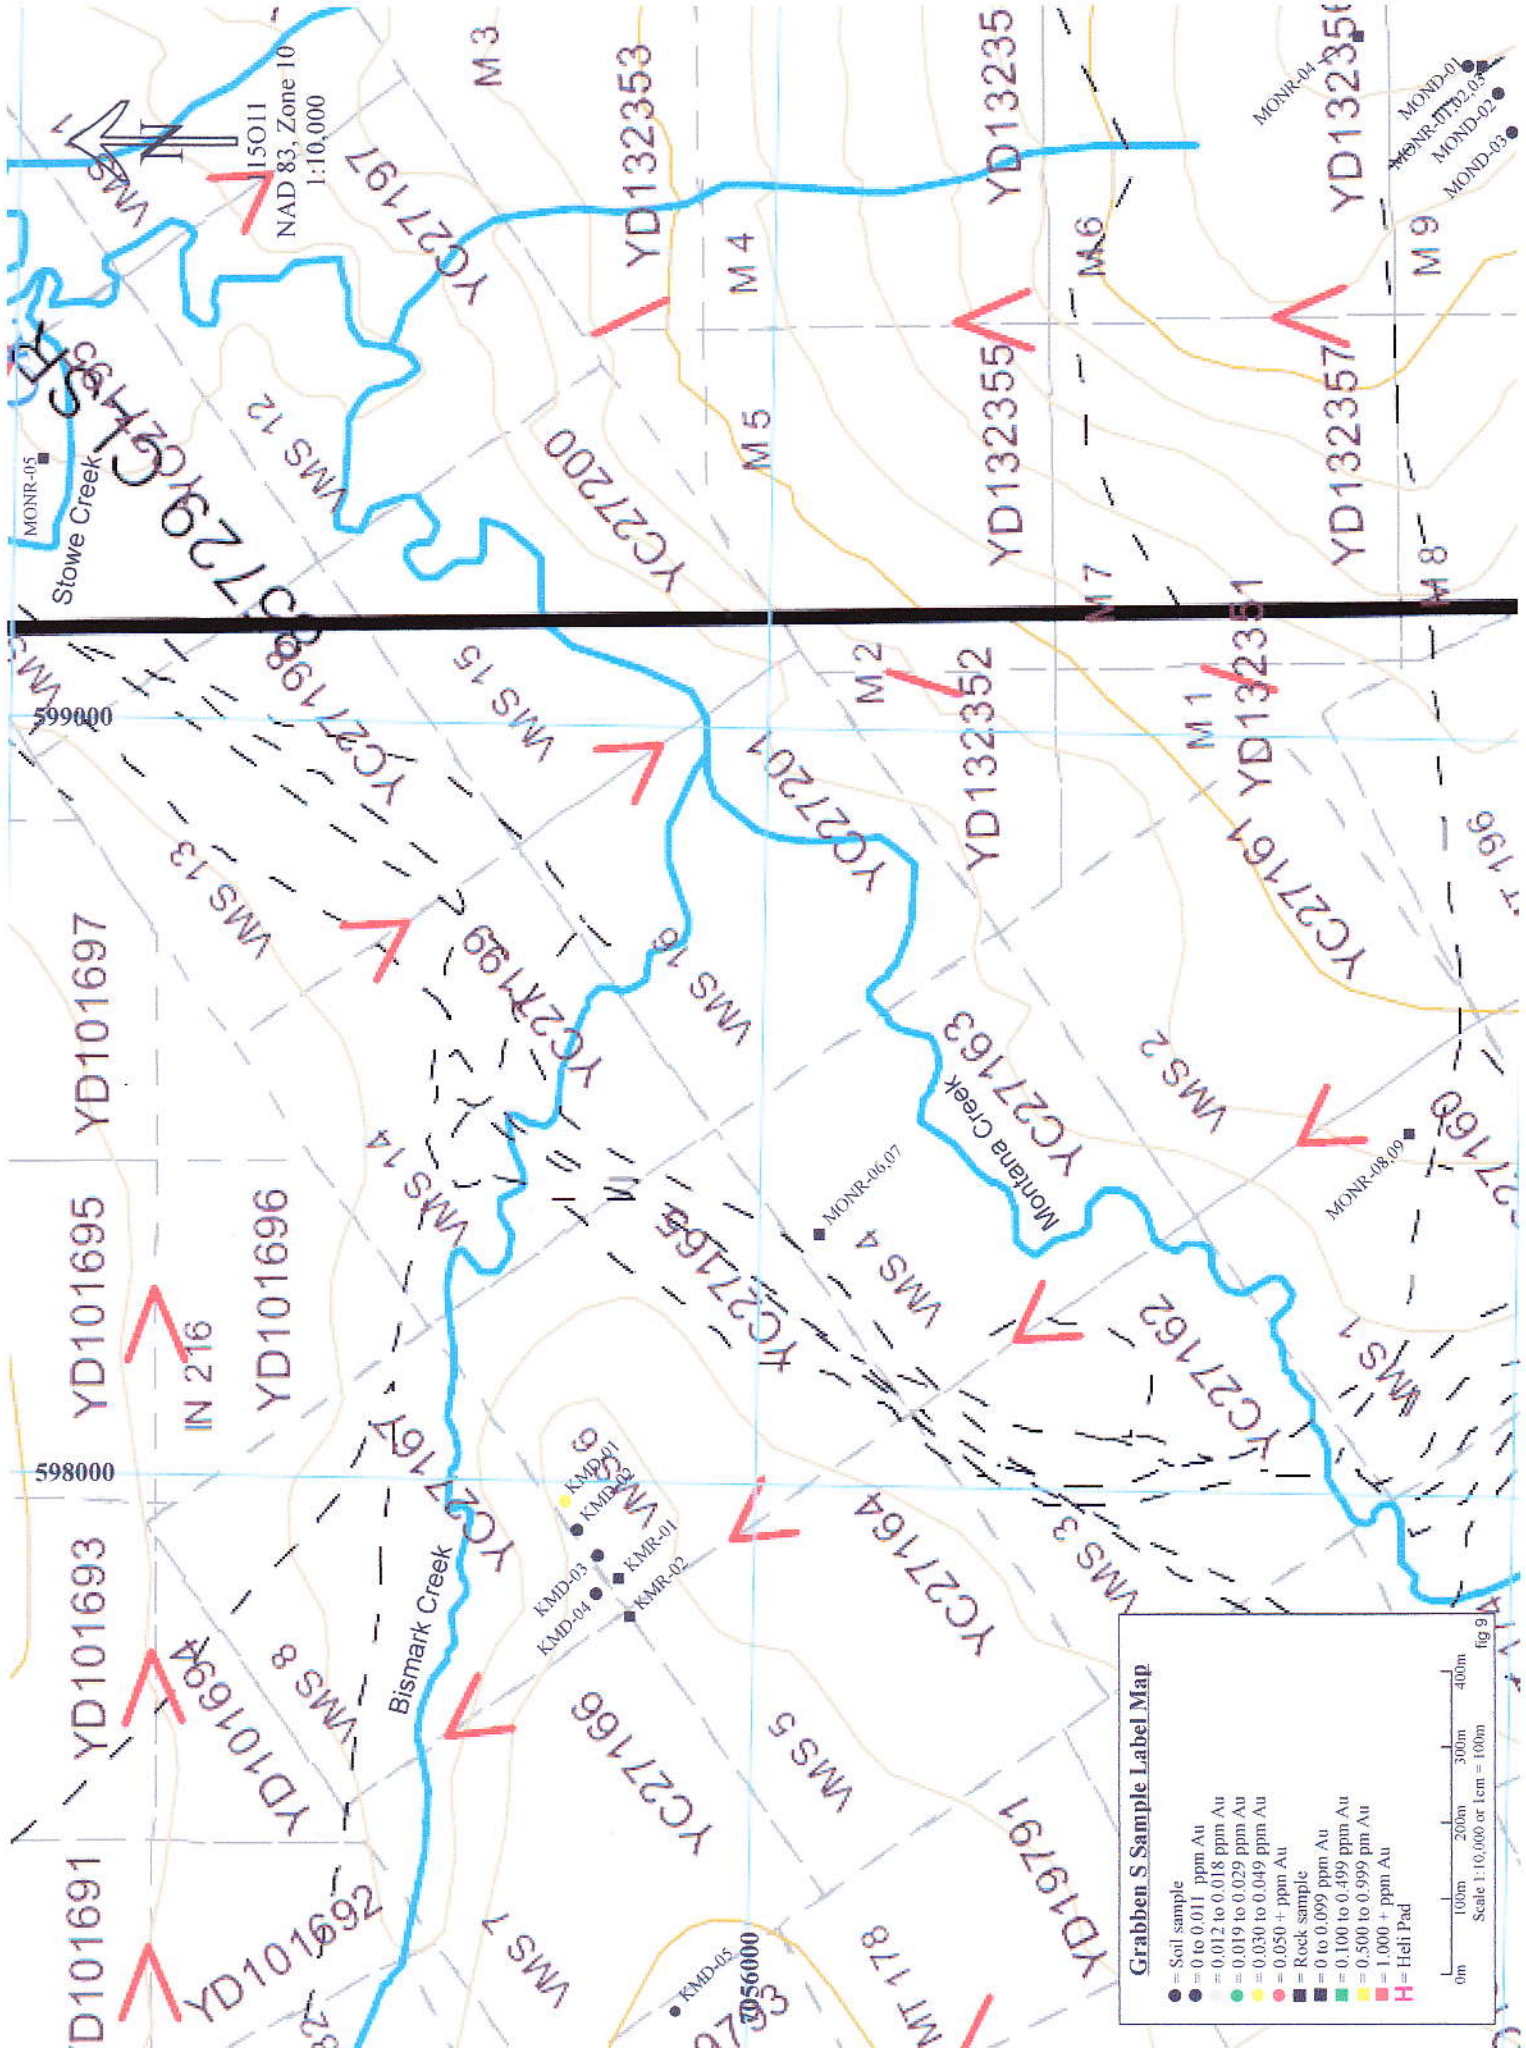 115O11
NAD 83, Zone 10
1:10,000
N
M 3
YC27197
YD132353
M 4
M 5
M 6
YD132355
YD132357
M 9
M 7
M 8
MONR-04
MOND-01
MONR-01,02,03
MOND-02
MOND-03
MONR-05
Stowe Creek
VMS 12
YC27200
VMS 15
YC27198
599000
VMS 13
YD101697
YC27199
VMS 16
YC27201
M 2
YD132352
M 1
YD132351
YC27161
YC27163
Montana Creek
VMS 2
MONR-06,07
MONR-08,09
VMS 14
YD101695
IN 216
YD101696
YC27165
VMS 4
YC27162
VMS 1
598000
YC27167
VMS 6
KMD-01
KMD-03
KMD-04
KMR-01
KMR-02
YC27164
VMS 3
YD101693
YD101694
VMS 8
Bismark Creek
YC27166
VMS 5
YD101691
YD101692
VMS 7
KMD-05
7056000
MT 178
YD19791
Grabben S Sample Label Map
= Soil sample
= 0 to 0.011 ppm Au
= 0.012 to 0.018 ppm Au
= 0.019 to 0.029 ppm Au
= 0.030 to 0.049 ppm Au
= 0.050 + ppm Au
= Rock sample
= 0 to 0.099 ppm Au
= 0.100 to 0.499 ppm Au
= 0.500 to 0.999 pm Au
= 1.000 + ppm Au
H = Heli Pad
0m 100m 200m 300m 400m
Scale 1:10,000 or 1cm = 100m
fig 9